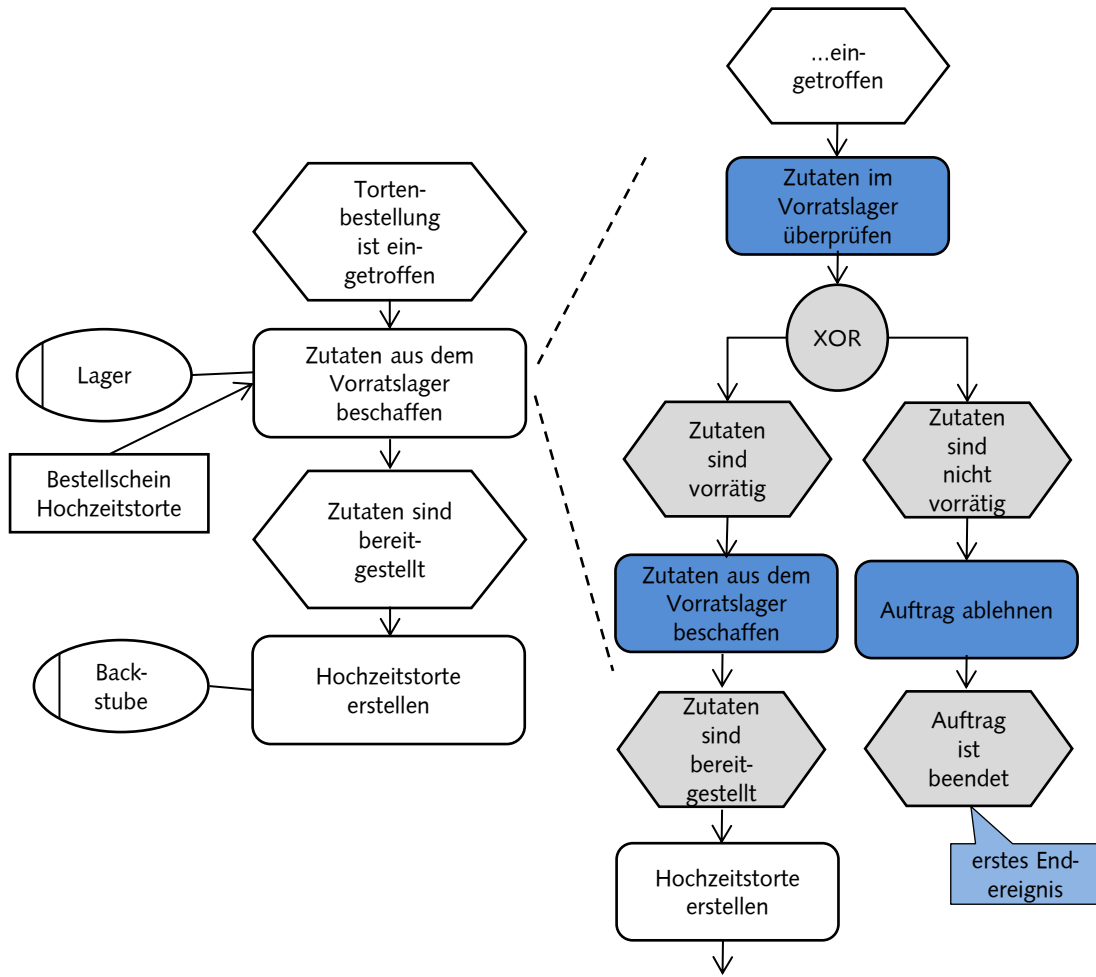 Torten-
bestellung
ist ein-
getroffen
Lager
Zutaten aus dem
Vorratslager
beschaffen
Bestellschein
Hochzeitstorte
Zutaten sind
bereit-
gestellt
Back-
stube
Hochzeitstorte
erstellen
...ein-
getroffen
Zutaten im
Vorratslager
überprüfen
XOR
Zutaten
sind
vorrätig
Zutaten
sind
nicht
vorrätig
Zutaten aus dem
Vorratslager
beschaffen
Auftrag ablehnen
Zutaten
sind
bereit-
gestellt
Auftrag
ist
beendet
erstes End-
ereignis
Hochzeitstorte
erstellen